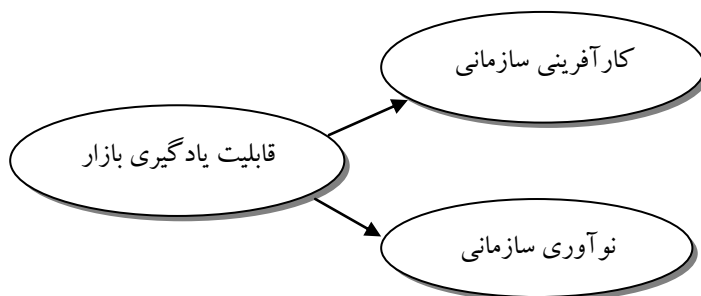 کارآفرینی سازمانی
قابلیت یادگیری بازار
نوآوری سازمانی